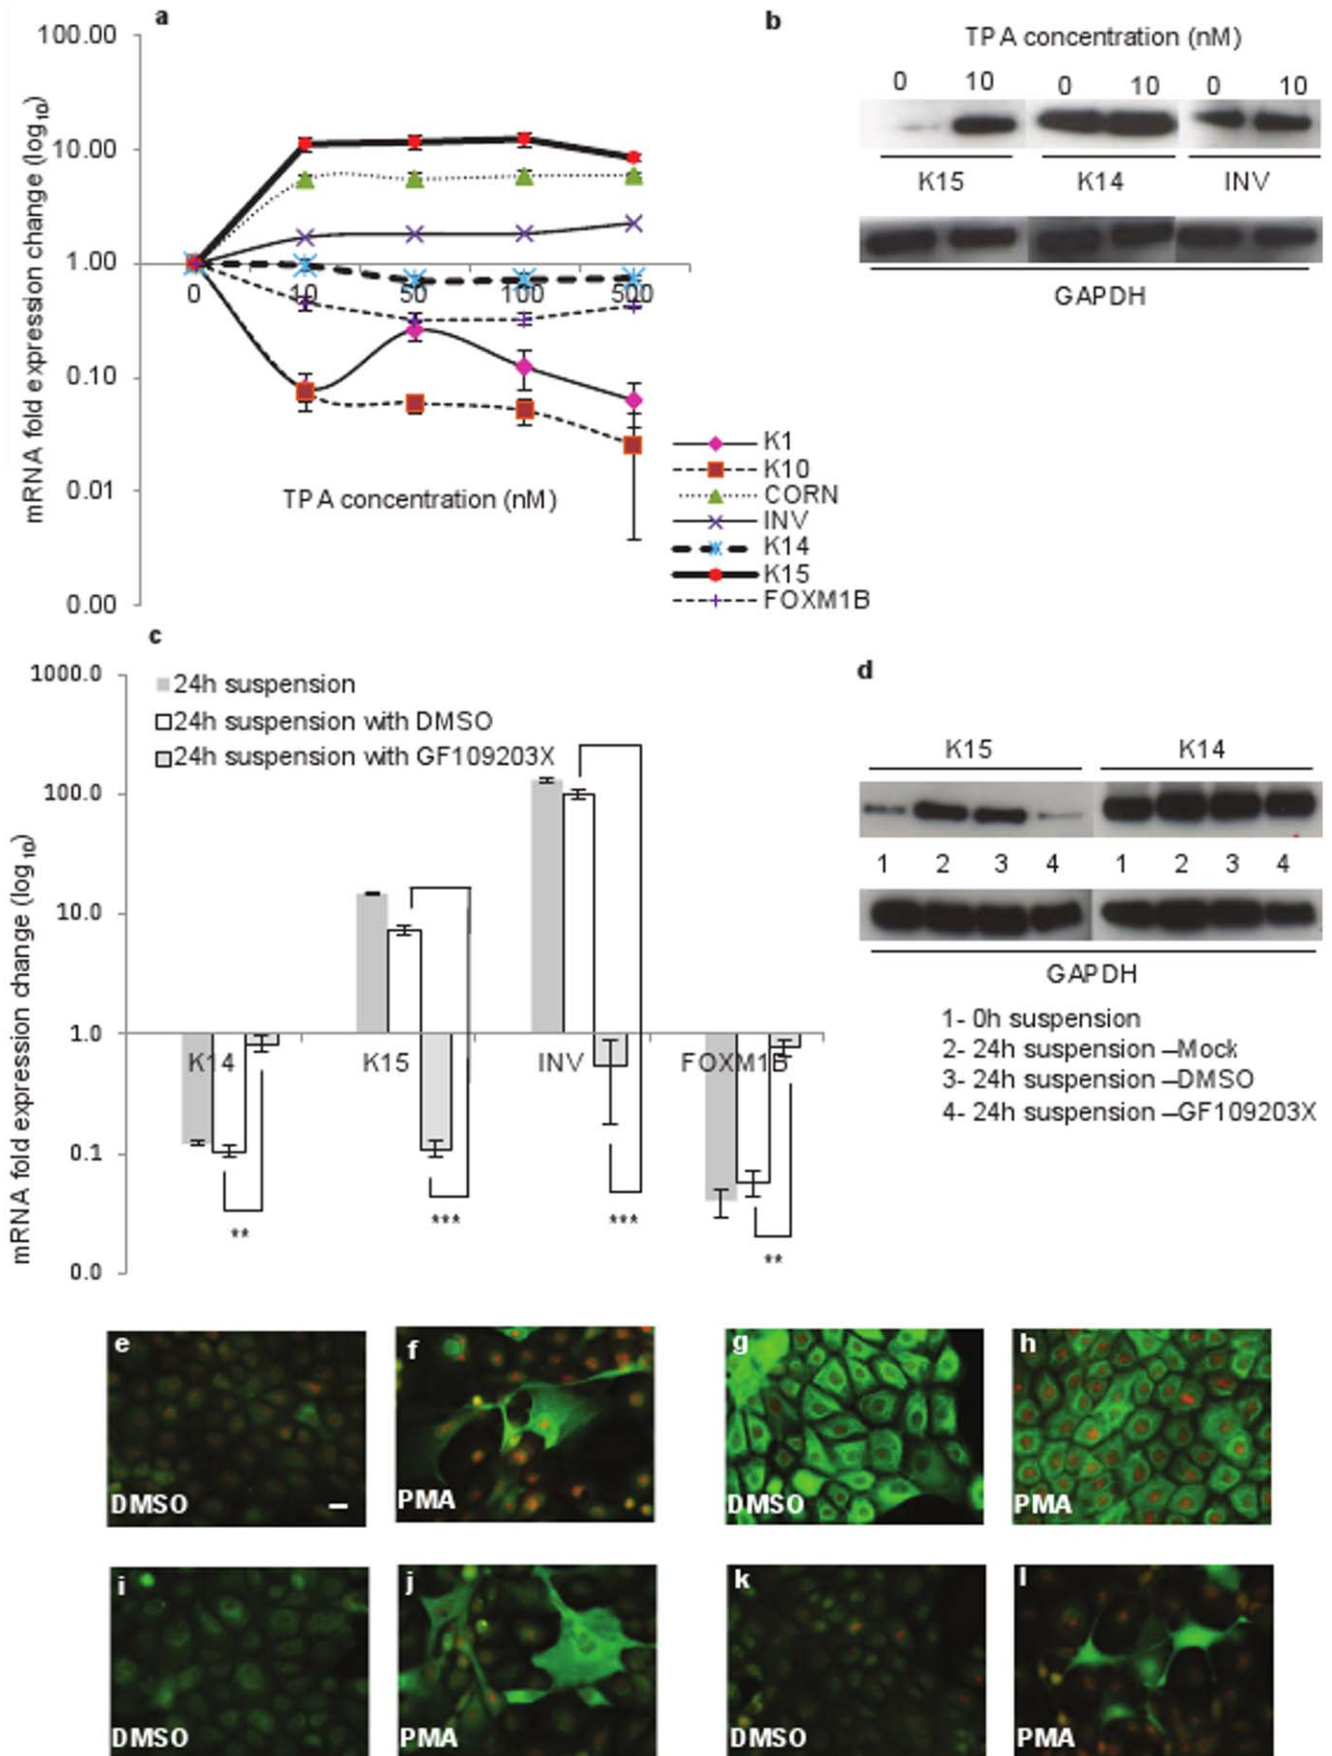 a
mRNA fold expression change (log10)
100.00
10.00
1.00
0.10
0.01
0.00
0 10 50 100 500
TPA concentration (nM)
K1
K10
CORN
INV
K14
K15
FOXM1B
b
TPA concentration (nM)
0 10 0 10 0 10
K15 K14 INV
GAPDH
c
mRNA fold expression change (log10)
1000.0
100.0
10.0
1.0
0.1
0.0
24h suspension
24h suspension with DMSO
24h suspension with GF109203X
K14 K15 INV FOXM1B
** *** *** **
d
K15 K14
1 2 3 4 1 2 3 4
GAPDH
1- 0h suspension
2- 24h suspension –Mock
3- 24h suspension –DMSO
4- 24h suspension –GF109203X
e f g h
DMSO PMA DMSO PMA
i j k l
DMSO PMA DMSO PMA